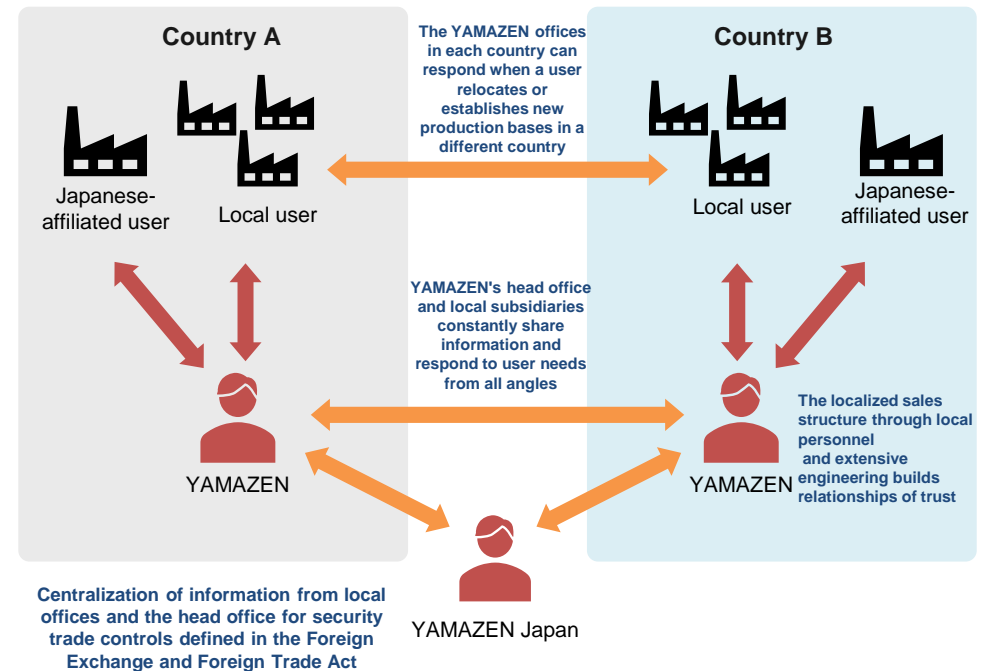 Country A
The YAMAZEN offices
in each country can
respond when a user
relocates or
establishes new
production bases in a
different country
Country B
Japanese-
affiliated user
Local user
Local user
Japanese-
affiliated user
YAMAZEN's head office
and local subsidiaries
constantly share
information and
respond to user needs
from all angles
The localized sales
structure through local
personnel
and extensive
engineering builds
relationships of trust
YAMAZEN
YAMAZEN
YAMAZEN Japan
Centralization of information from local
offices and the head office for security
trade controls defined in the Foreign
Exchange and Foreign Trade Act